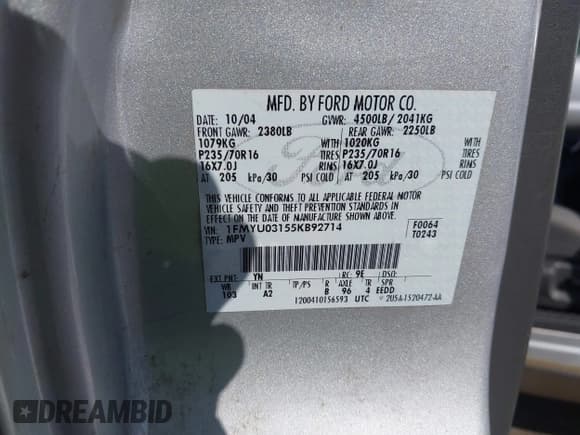 MFD. BY FORD MOTOR CO.
DATE: 10/04 GVWR: 4500LB/ 2041KG
FRONT GAWR: 2380LB REAR GAWR: 2250LB
1079KG WITH 1020KG WITH
P235/70R16 TIRES P235/70R16 TIRES
16X7.0J RIMS 16X7.0J RIMS
AT 205 kPa/30 PSI COLD AT 205 kPa/30 PSI COLD
THIS VEHICLE CONFORMS TO ALL APPLICABLE FEDERAL MOTOR
VEHICLE SAFETY AND THEFT PREVENTION STANDARDS IN
EFFECT ON THE DATE OF MANUFACTURE SHOWN ABOVE.
VIN: 1FMYU03155KB92714 F0064
TYPE: MPV T0243
EXT PNT: YN RC: 9E DSO:
WB INT TR TP/PS R AXLE TR SPR
103 A2 B 96 4 EEDD
1200410156593 UTC 2U5A-1520472-AA
Ford
DREAMBID